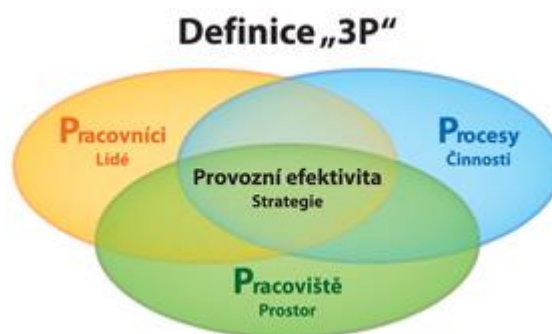 Definice „3P“
Pracovníci
Lidé
Procesy
Činnosti
Provozní efektivita
Strategie
Pracoviště
Prostor